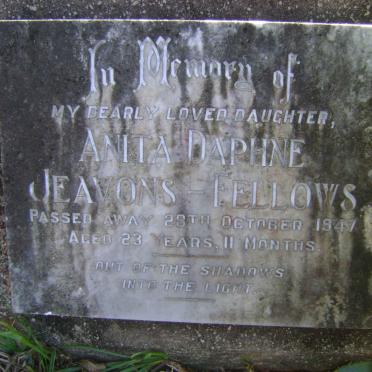 In Memory of
MY DEARLY LOVED DAUGHTER,
ANITA DAPHNE
JEAVONS - FELLOWS
PASSED AWAY 28TH OCTOBER 1947
AGED 23 YEARS, 11 MONTHS
OUT OF THE SHADOWS
INTO THE LIGHT